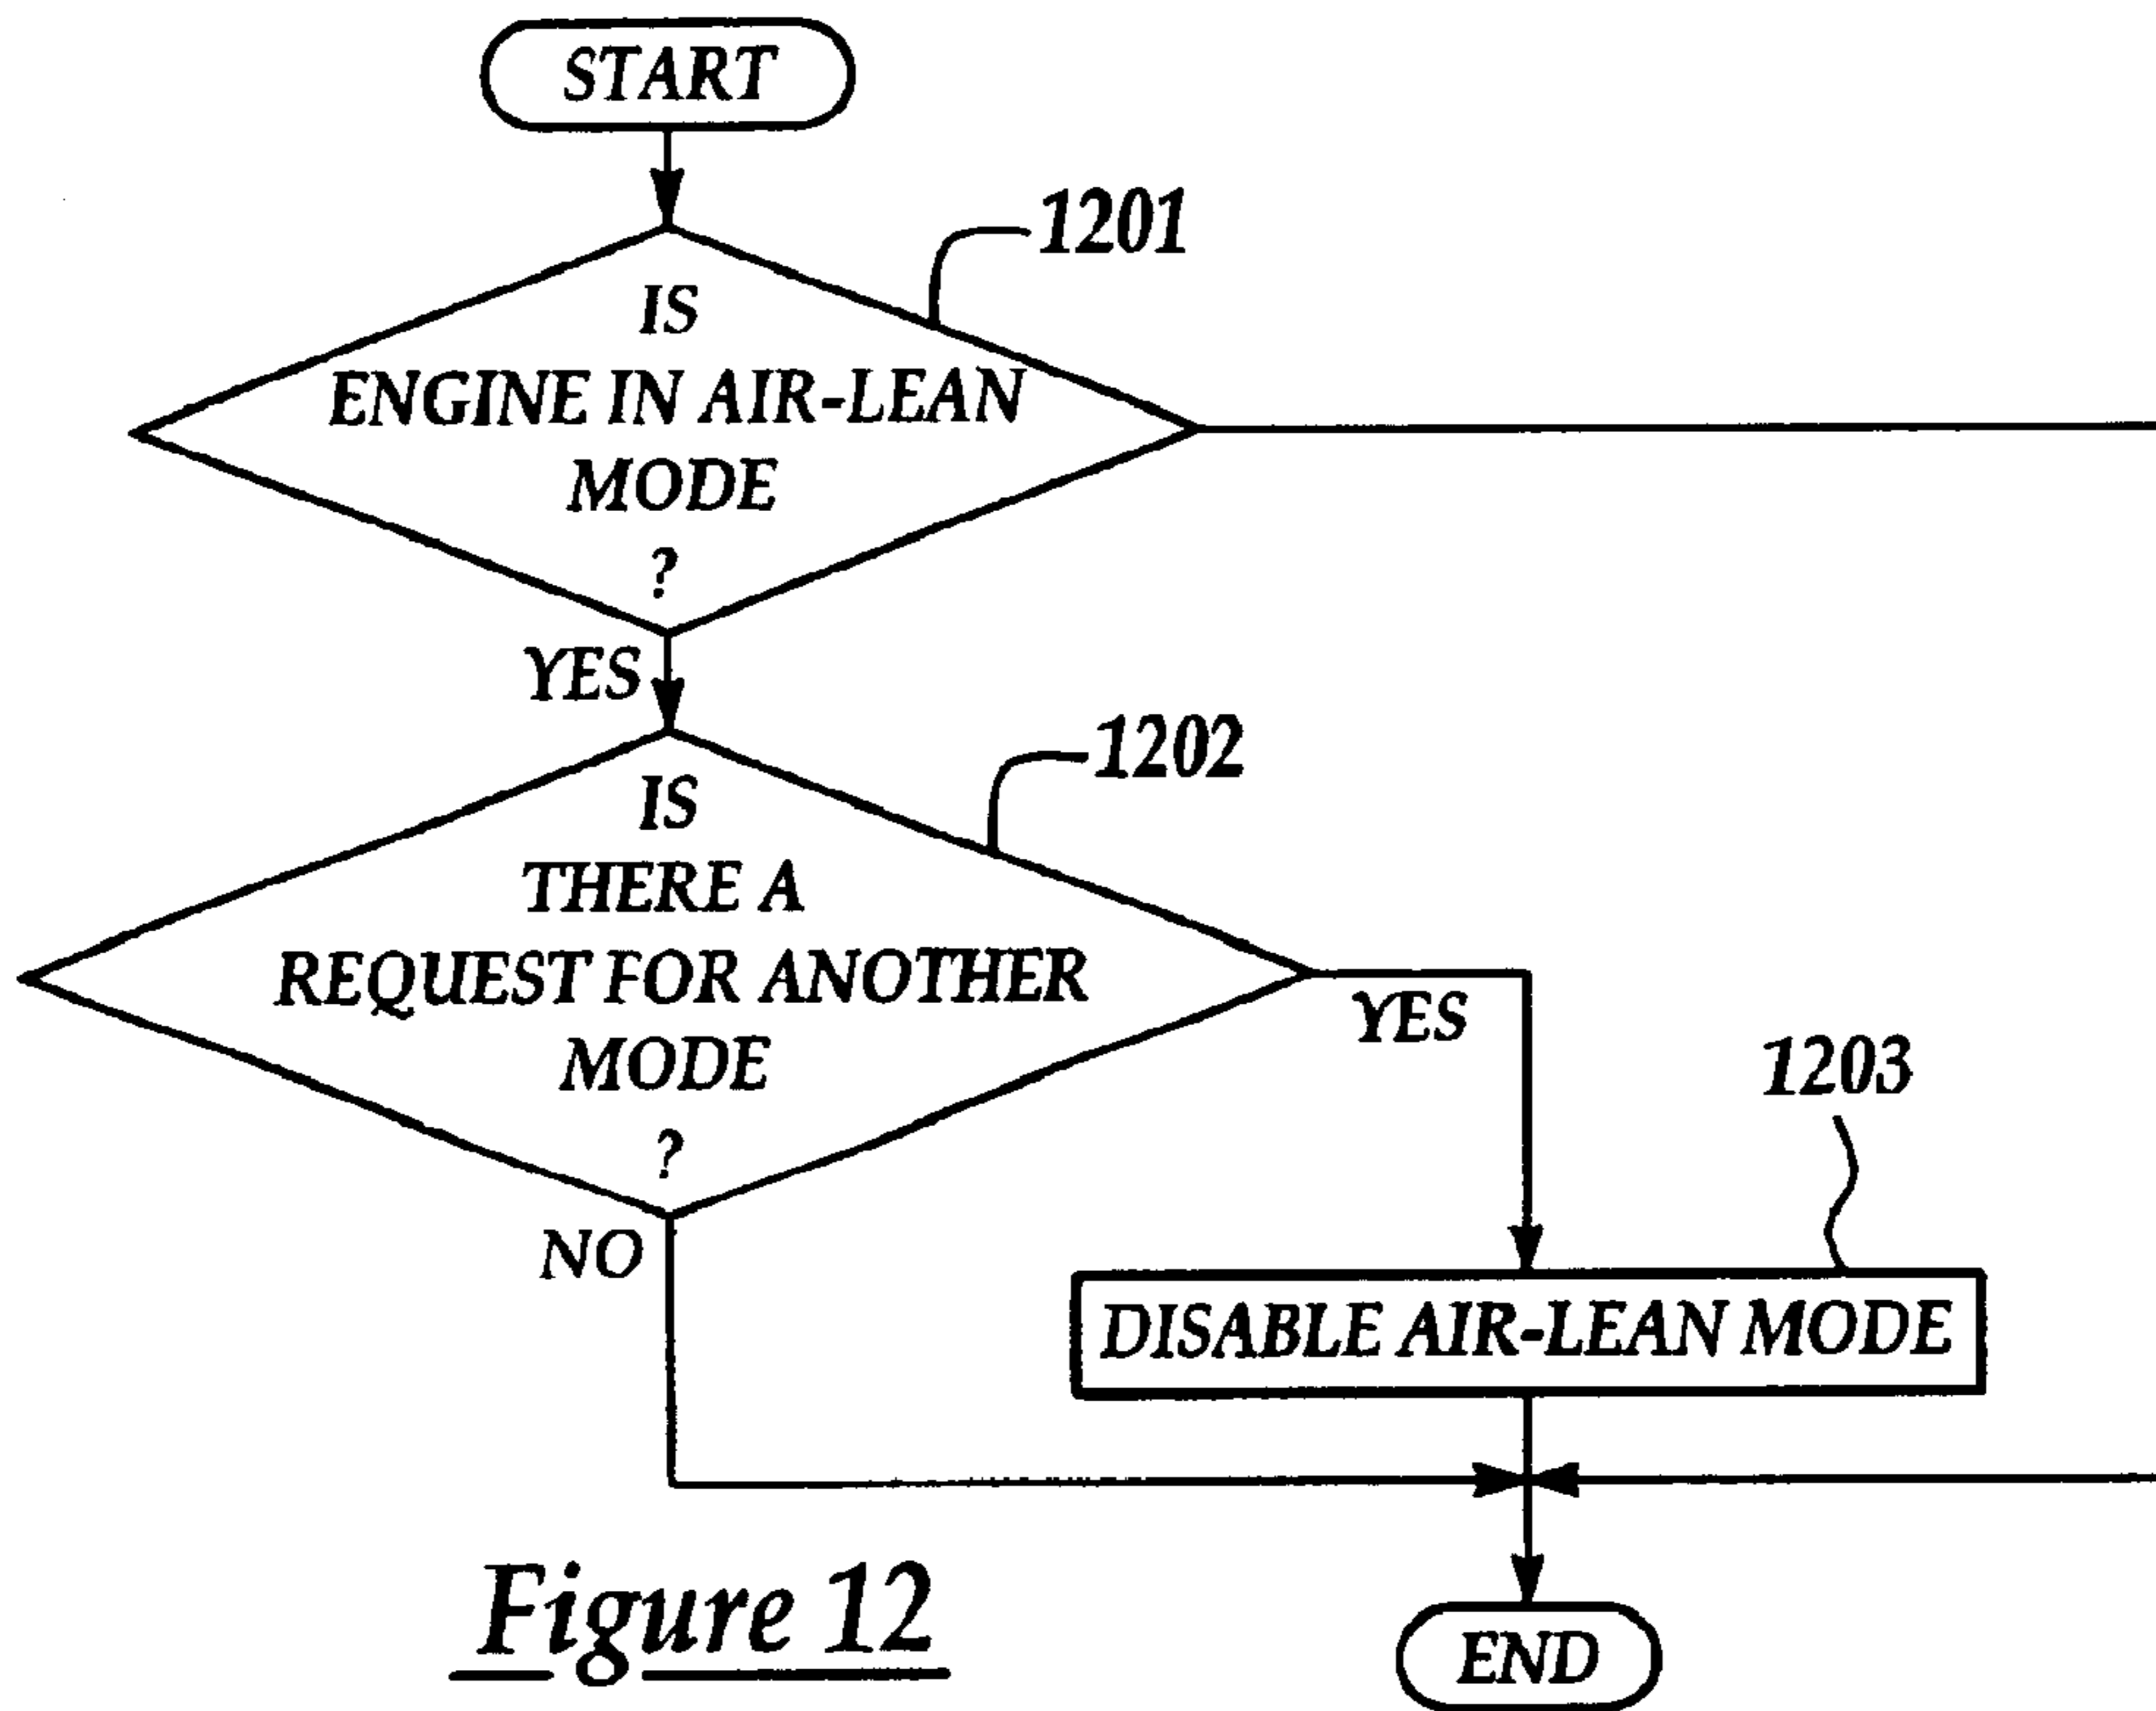 START
1201
IS
ENGINE IN AIR-LEAN
MODE
?
YES
1202
IS
THERE A
REQUEST FOR ANOTHER
MODE
?
YES
1203
NO
DISABLE AIR-LEAN MODE
Figure 12
END